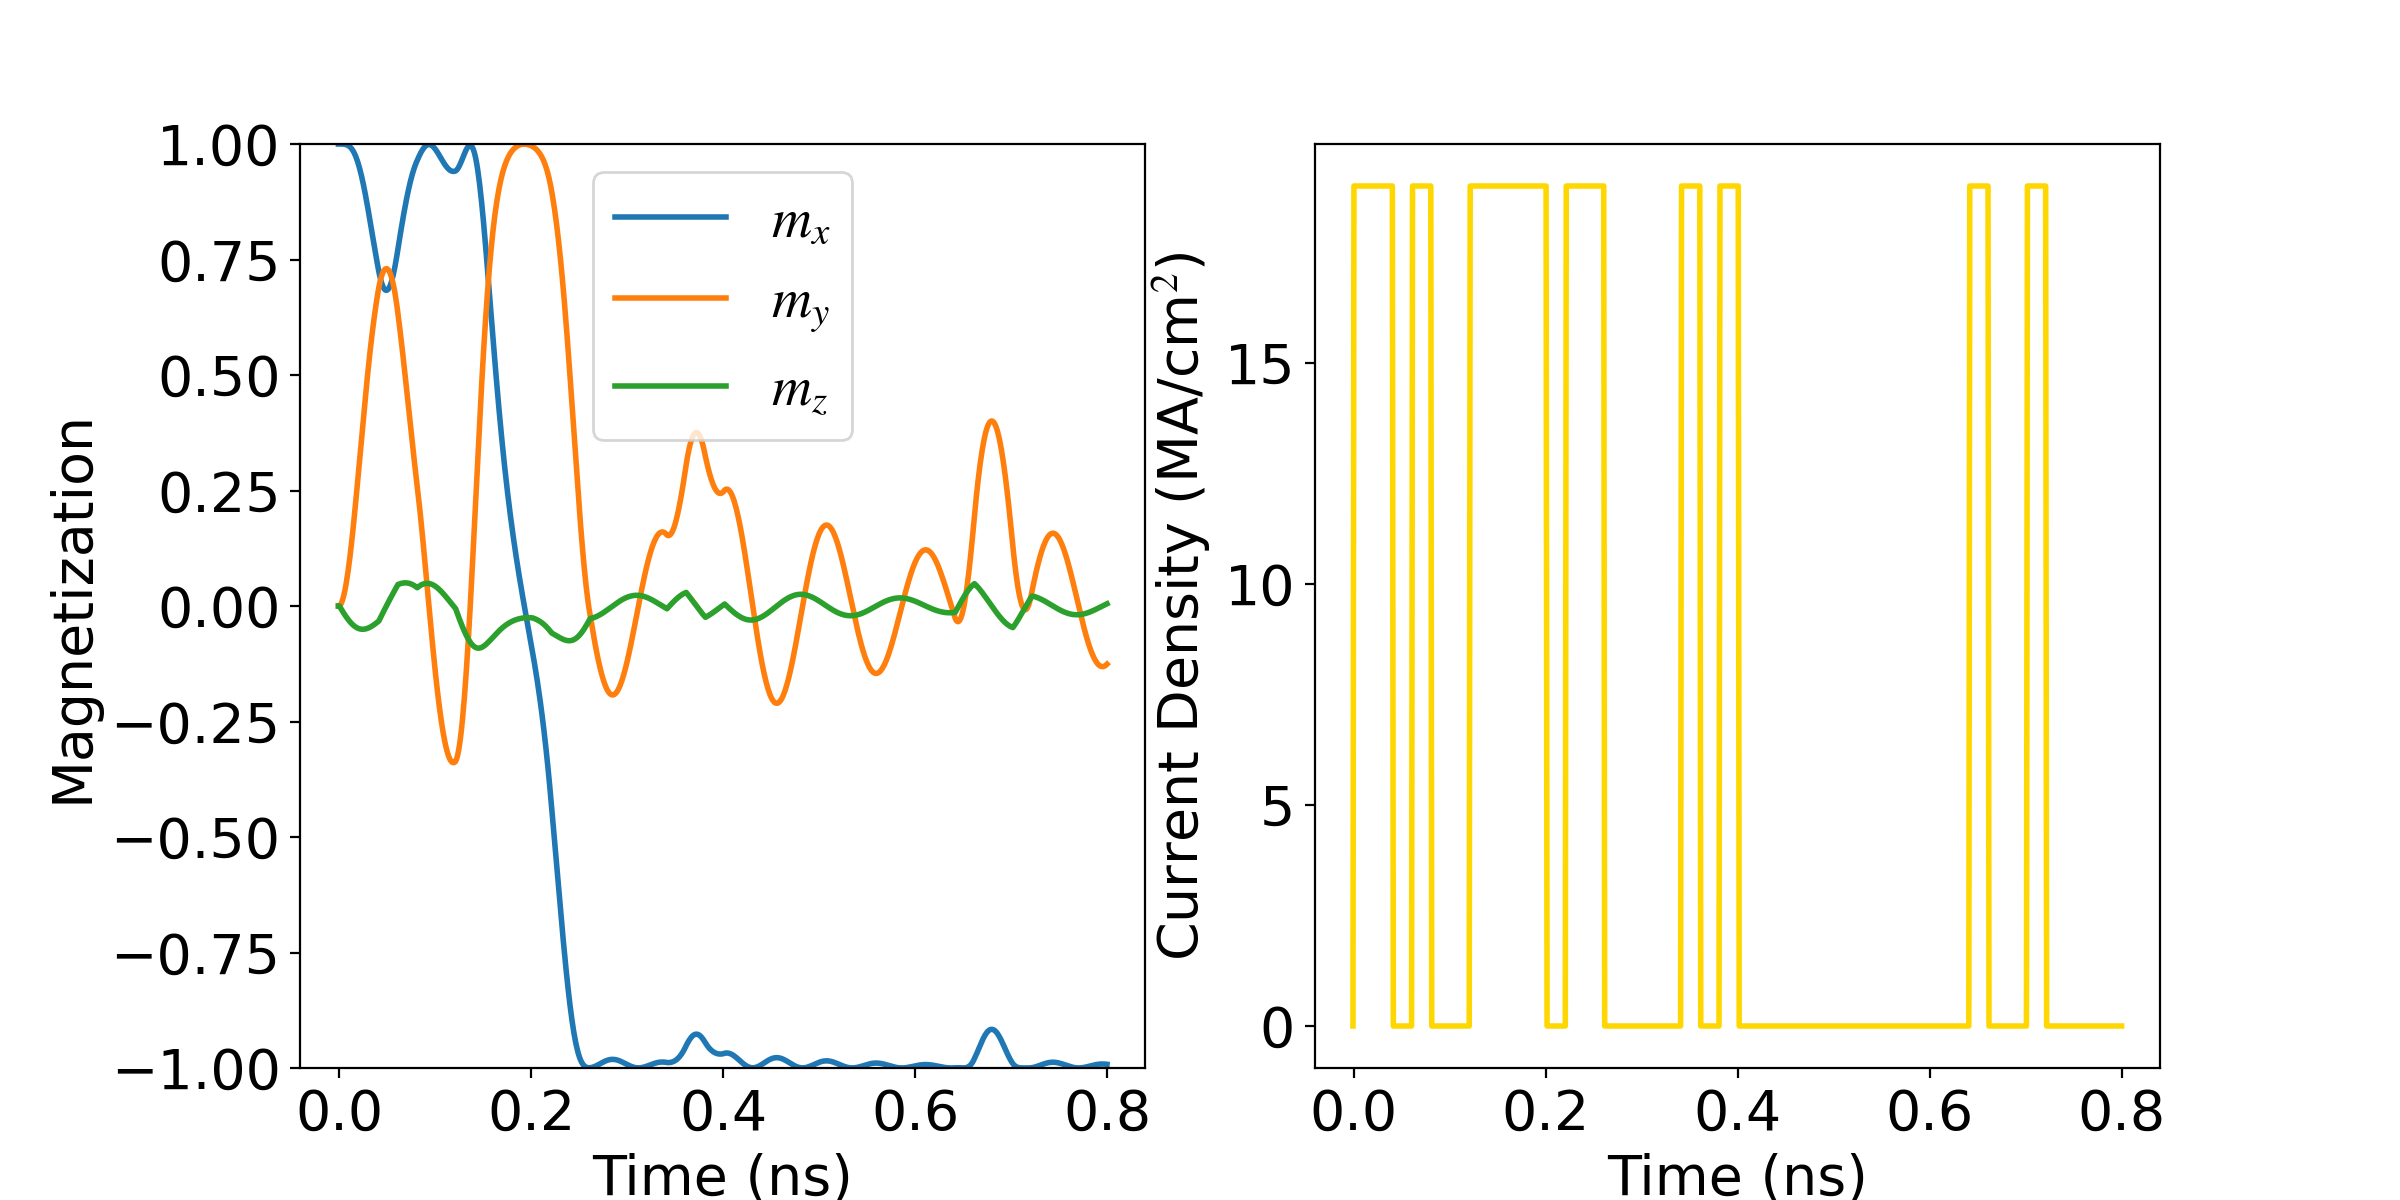 Magnetization
1.00
0.75
0.50
0.25
0.00
−0.25
−0.50
−0.75
−1.00
0.0 0.2 0.4 0.6 0.8
Time (ns)
m_x
m_y
m_z
Current Density (MA/cm²)
15
10
5
0
0.0 0.2 0.4 0.6 0.8
Time (ns)